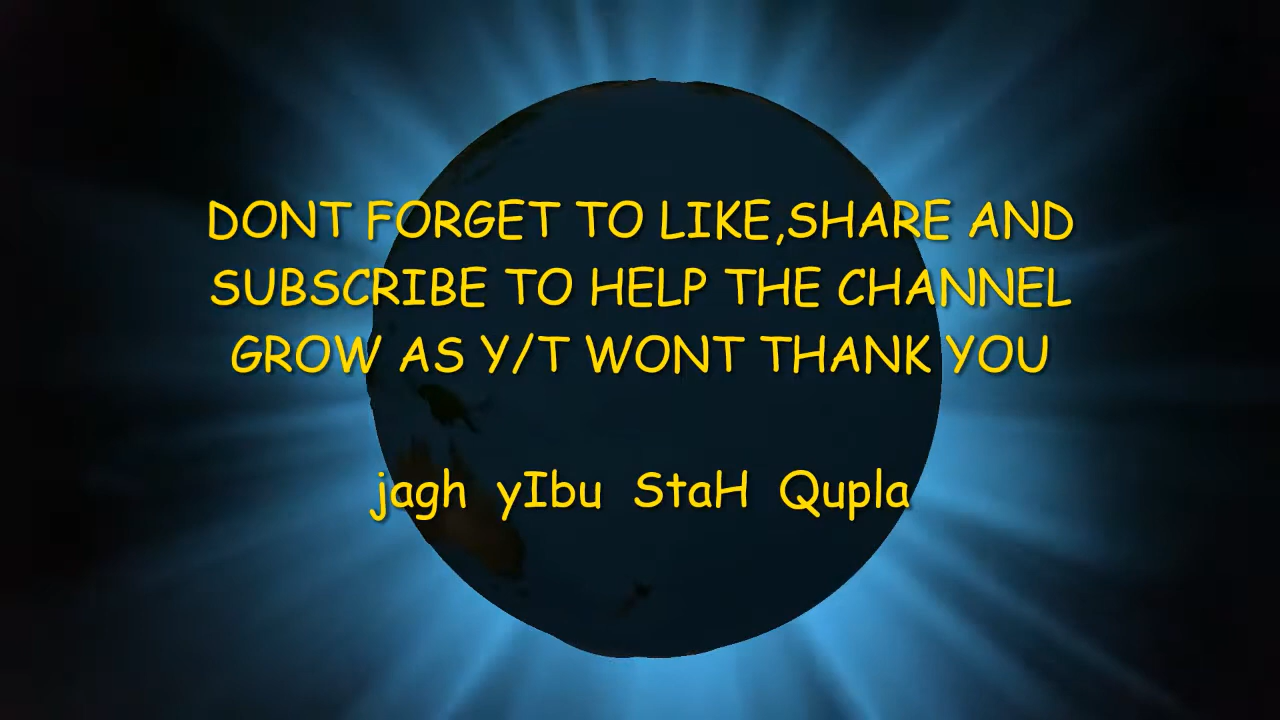 DONT FORGET TO LIKE,SHARE AND
SUBSCRIBE TO HELP THE CHANNEL
GROW AS Y/T WONT THANK YOU
jagh yIbu StaH Qupla